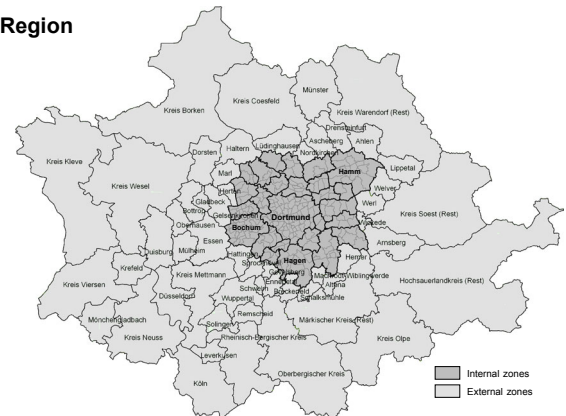 Region
Münster
Kreis Coesfeld
Kreis Borken
Kreis Warendorf (Rest)
Drensteinfurt
Ascheberg
Ahlen
Lüdinghausen
Nordkirchen
Haltern
Dorsten
Kreis Kleve
Marl
Hamm
Lippetal
Kreis Wesel
Herten
Welver
Gladbeck
Werl
Bottrop
Gelsenkirchen
Dortmund
Kreis Soest (Rest)
Oberhausen
Bochum
Wickede
Essen
Arnsberg
Duisburg
Mülheim
Hattingen
Hemer
Sprockhövel
Hagen
Krefeld
Kreis Mettmann
Gevelsberg
Wiblingwerde
Hochsauerlandkreis (Rest)
Ennepetal
Kreis Viersen
Schwelm
Altena
Breckerfeld
Düsseldorf
Wuppertal
Schalksmühle
Remscheid
Mönchengladbach
Solingen
Märkischer Kreis (Rest)
Kreis Neuss
Rheinisch-Bergischer Kreis
Kreis Olpe
Leverkusen
Köln
Oberbergischer Kreis
Internal zones
External zones